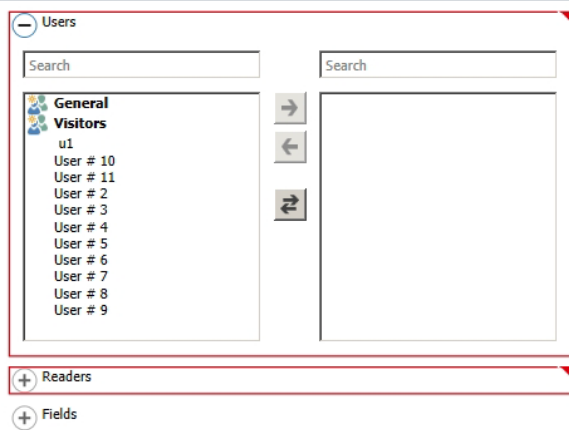 Users
Search
Search
General
Visitors
u1
User # 10
User # 11
User # 2
User # 3
User # 4
User # 5
User # 6
User # 7
User # 8
User # 9
Readers
Fields